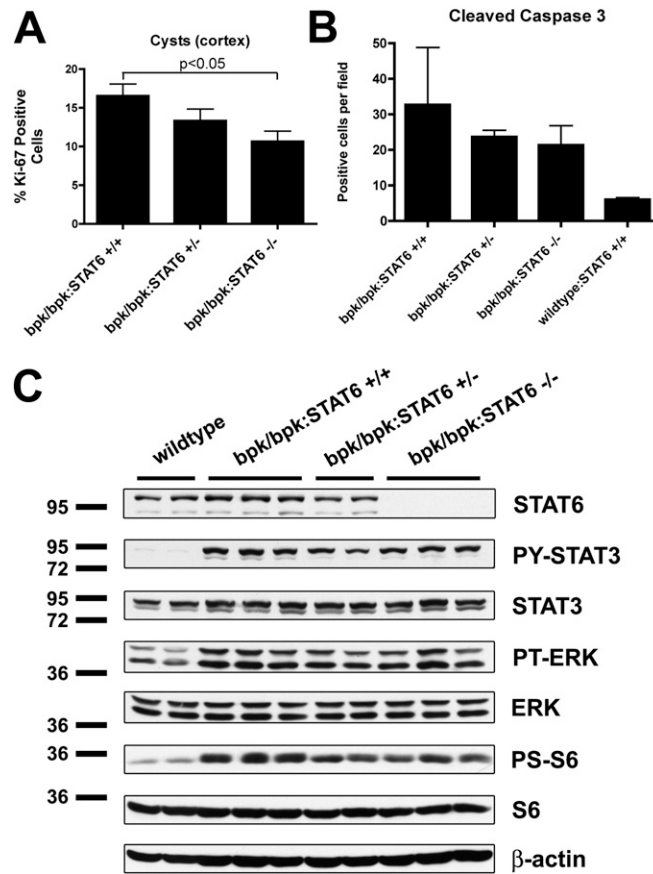 A
Cysts (cortex)
p<0.05
20
15
10
5
0
% Ki-67 Positive
Cells
bpk/bpk:STAT6 +/+
bpk/bpk:STAT6 +/-
bpk/bpk:STAT6 -/-
B
Cleaved Caspase 3
50
40
30
20
10
0
Positive cells per field
bpk/bpk:STAT6 +/+
bpk/bpk:STAT6 +/-
bpk/bpk:STAT6 -/-
wildtype:STAT6 +/+
C
wildtype
bpk/bpk:STAT6 +/+
bpk/bpk:STAT6 +/-
bpk/bpk:STAT6 -/-
95
STAT6
95
72
PY-STAT3
95
72
STAT3
36
PT-ERK
36
ERK
36
PS-S6
36
S6
β-actin